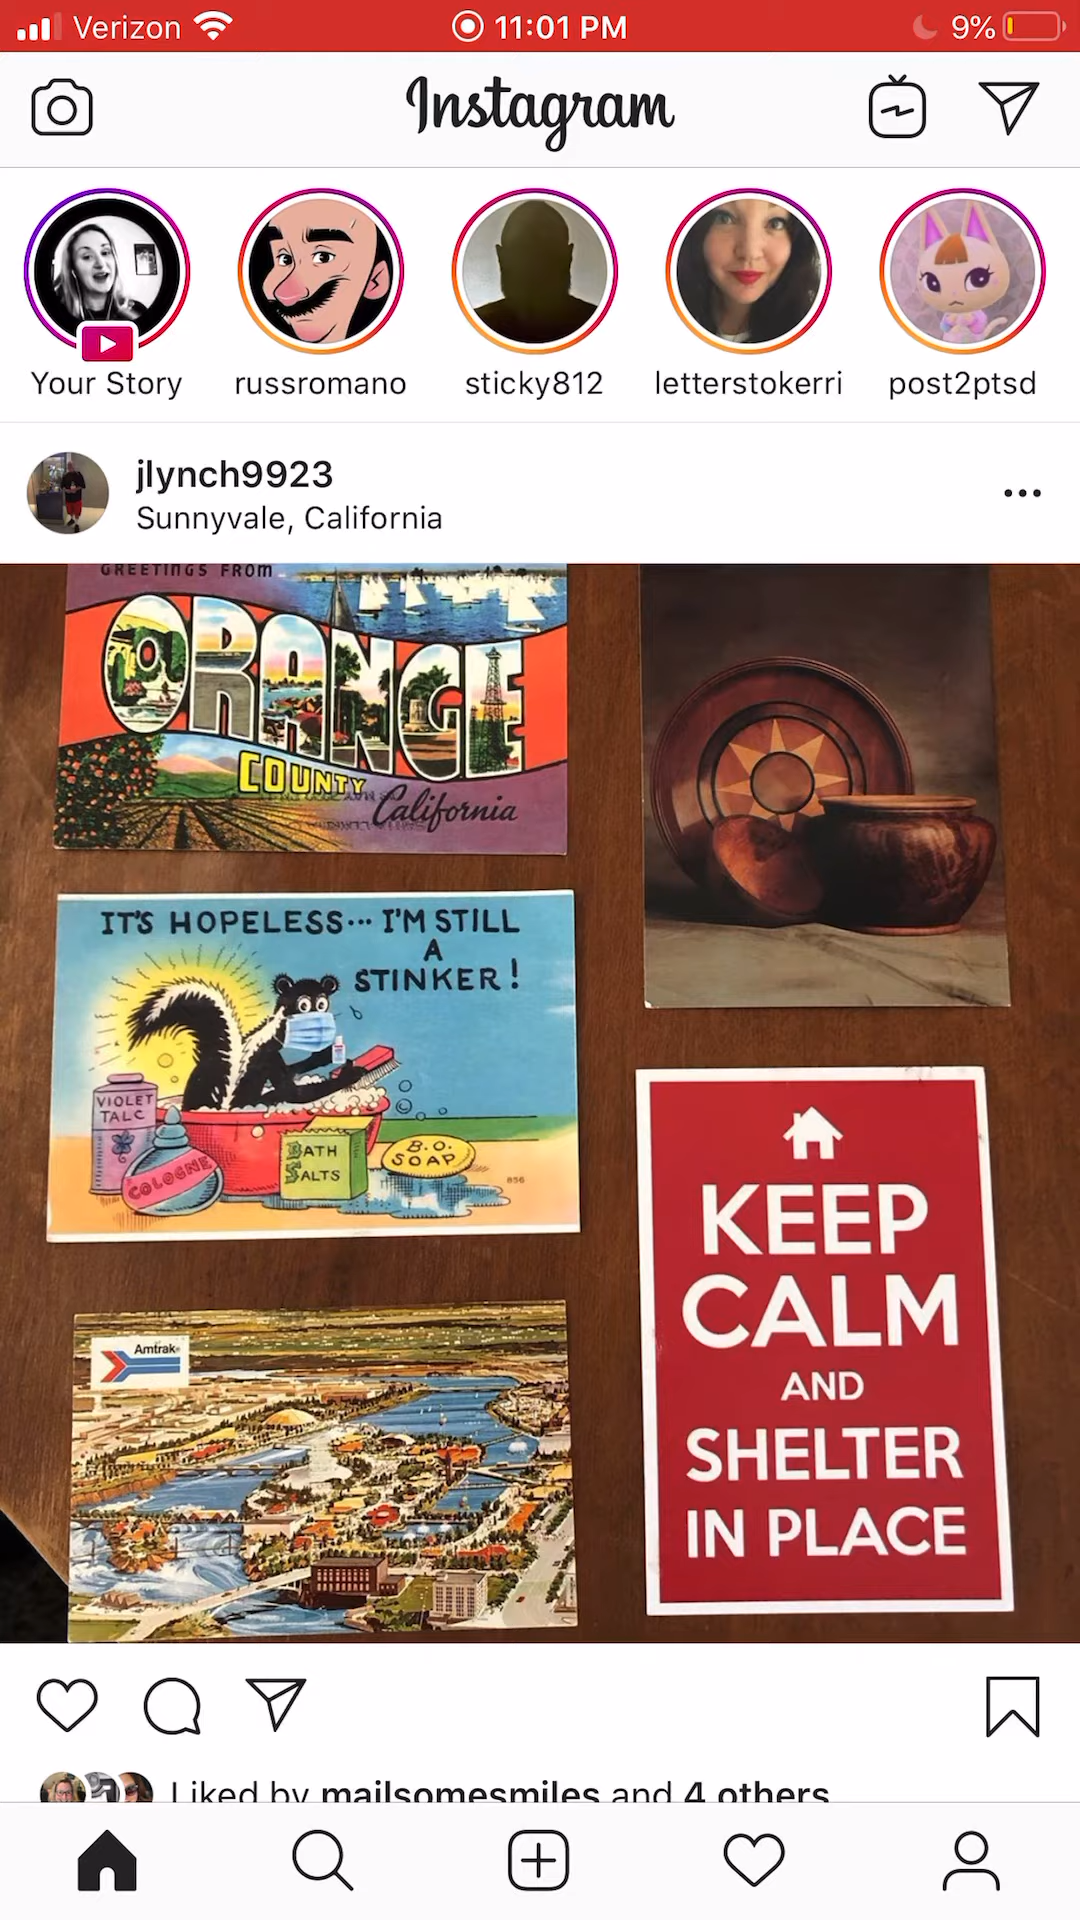 Verizon 11:01 PM 9%
Instagram
Your Story russromano sticky812 letterstokerri post2ptsd
jlynch9923
Sunnyvale, California
GREETINGS FROM
ORANGE
COUNTY
California
IT'S HOPELESS... I'M STILL
A
STINKER!
VIOLET
TALC
COLOGNE
BATH
SALTS
B.O.
SOAP
856
Amtrak
KEEP
CALM
AND
SHELTER
IN PLACE
Liked by mailsomesmiles and 4 others